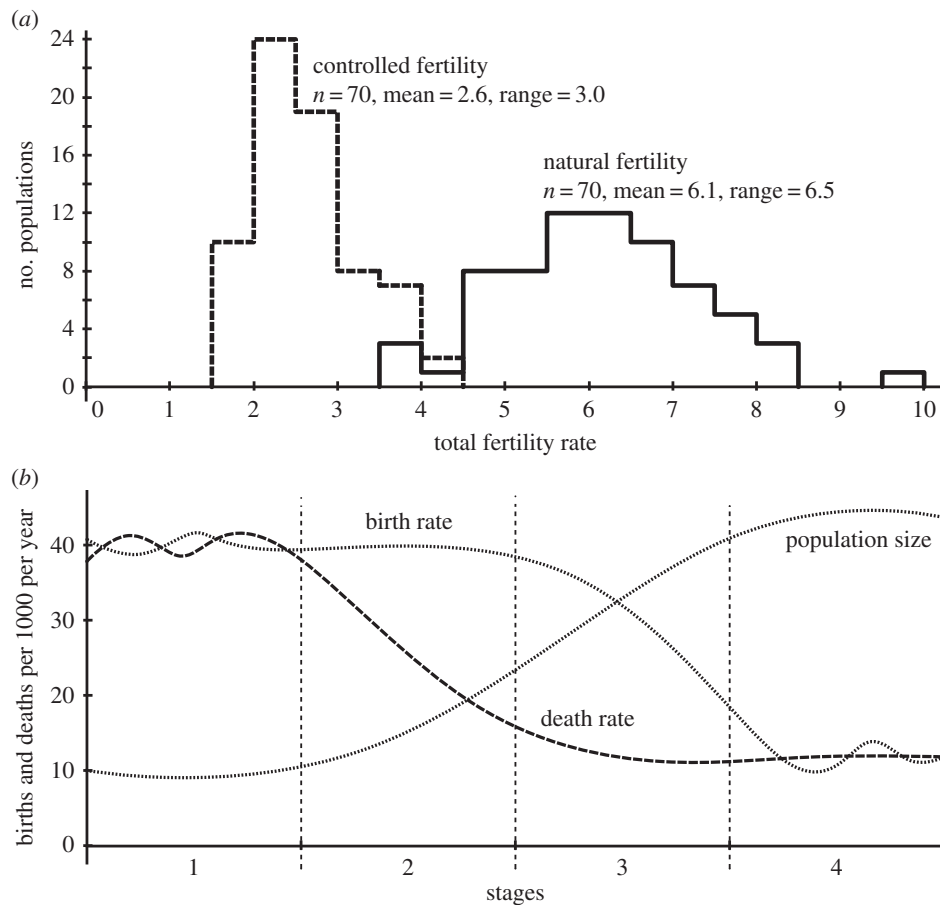 (a)
24
20
16
12
8
4
0
no. populations
controlled fertility
n = 70, mean = 2.6, range = 3.0
natural fertility
n = 70, mean = 6.1, range = 6.5
0 1 2 3 4 5 6 7 8 9 10
total fertility rate
(b)
births and deaths per 1000 per year
40
30
20
10
0
birth rate
population size
death rate
1 2 3 4
stages